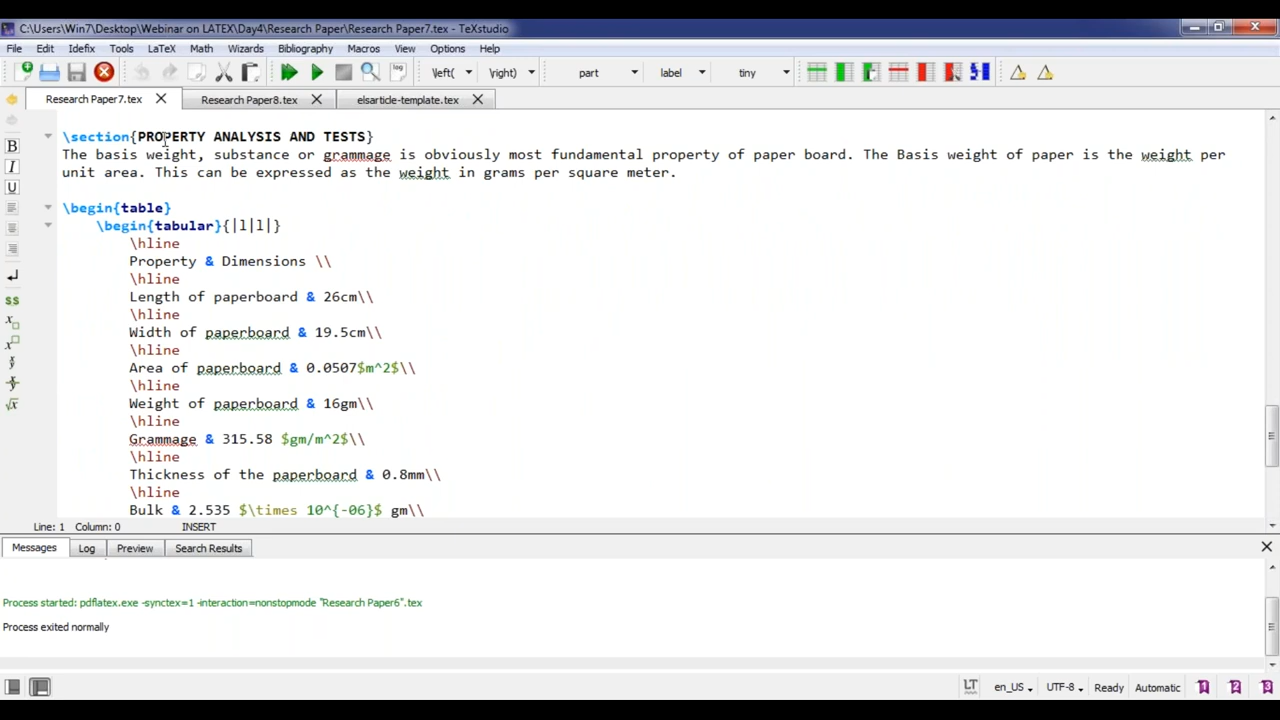 C:\Users\Win7\Desktop\Webinar on LATEX\Day4\Research Paper\Research Paper7.tex - TeXstudio
File Edit Idefix Tools LaTeX Math Wizards Bibliography Macros View Options Help
log \left( \right) part label tiny
Research Paper7.tex Research Paper8.tex elsarticle-template.tex
\section{PROPERTY ANALYSIS AND TESTS}
The basis weight, substance or grammage is obviously most fundamental property of paper board. The Basis weight of paper is the weight per
unit area. This can be expressed as the weight in grams per square meter.
\begin{table}
\begin{tabular}{|l|l|}
\hline
Property & Dimensions \\
\hline
Length of paperboard & 26cm\\
\hline
Width of paperboard & 19.5cm\\
\hline
Area of paperboard & 0.0507$m^2$\\
\hline
Weight of paperboard & 16gm\\
\hline
Grammage & 315.58 $gm/m^2$\\
\hline
Thickness of the paperboard & 0.8mm\\
\hline
Bulk & 2.535 $\times 10^{-06}$ gm\\
Line: 1 Column: 0 INSERT
Messages Log Preview Search Results
Process started: pdflatex.exe -synctex=1 -interaction=nonstopmode "Research Paper6".tex
Process exited normally
LT en_US UTF-8 Ready Automatic 1 2 3